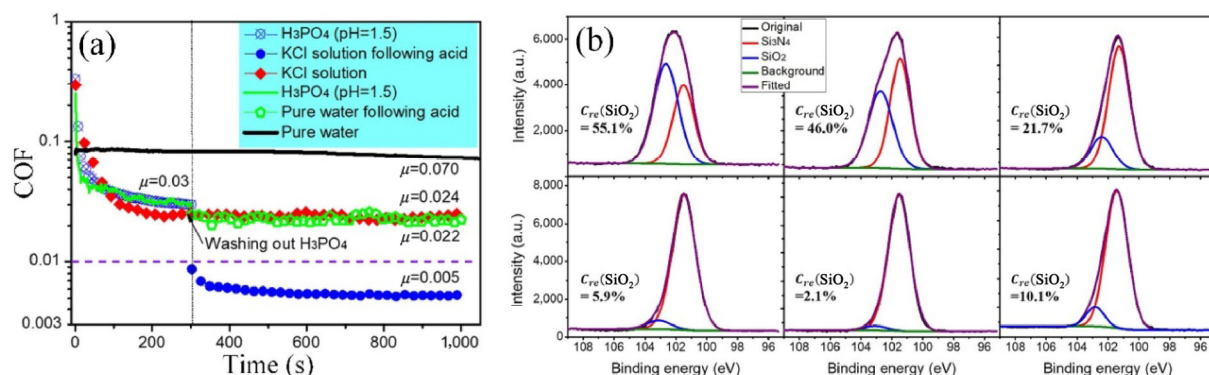 (a)
H₃PO₄ (pH=1.5)
KCl solution following acid
KCl solution
H₃PO₄ (pH=1.5)
Pure water following acid
Pure water
COF
1
0.1
0.01
0.003
μ=0.03
μ=0.070
μ=0.024
Washing out H₃PO₄
μ=0.022
μ=0.005
0 200 400 600 800 1,000
Time (s)
(b)
Original
Si₃N₄
SiO₂
Background
Fitted
Intensity (a.u.)
6,000
4,000
2,000
Cre(SiO₂)
= 55.1%
Cre(SiO₂)
= 46.0%
Cre(SiO₂)
= 21.7%
Intensity (a.u.)
8,000
6,000
4,000
2,000
0
Cre(SiO₂)
= 5.9%
Cre(SiO₂)
=2.1%
Cre(SiO₂)
=10.1%
108 106 104 102 100 98 96
108 106 104 102 100 98 96
108 106 104 102 100 98 96
Binding energy (eV)
Binding energy (eV)
Binding energy (eV)